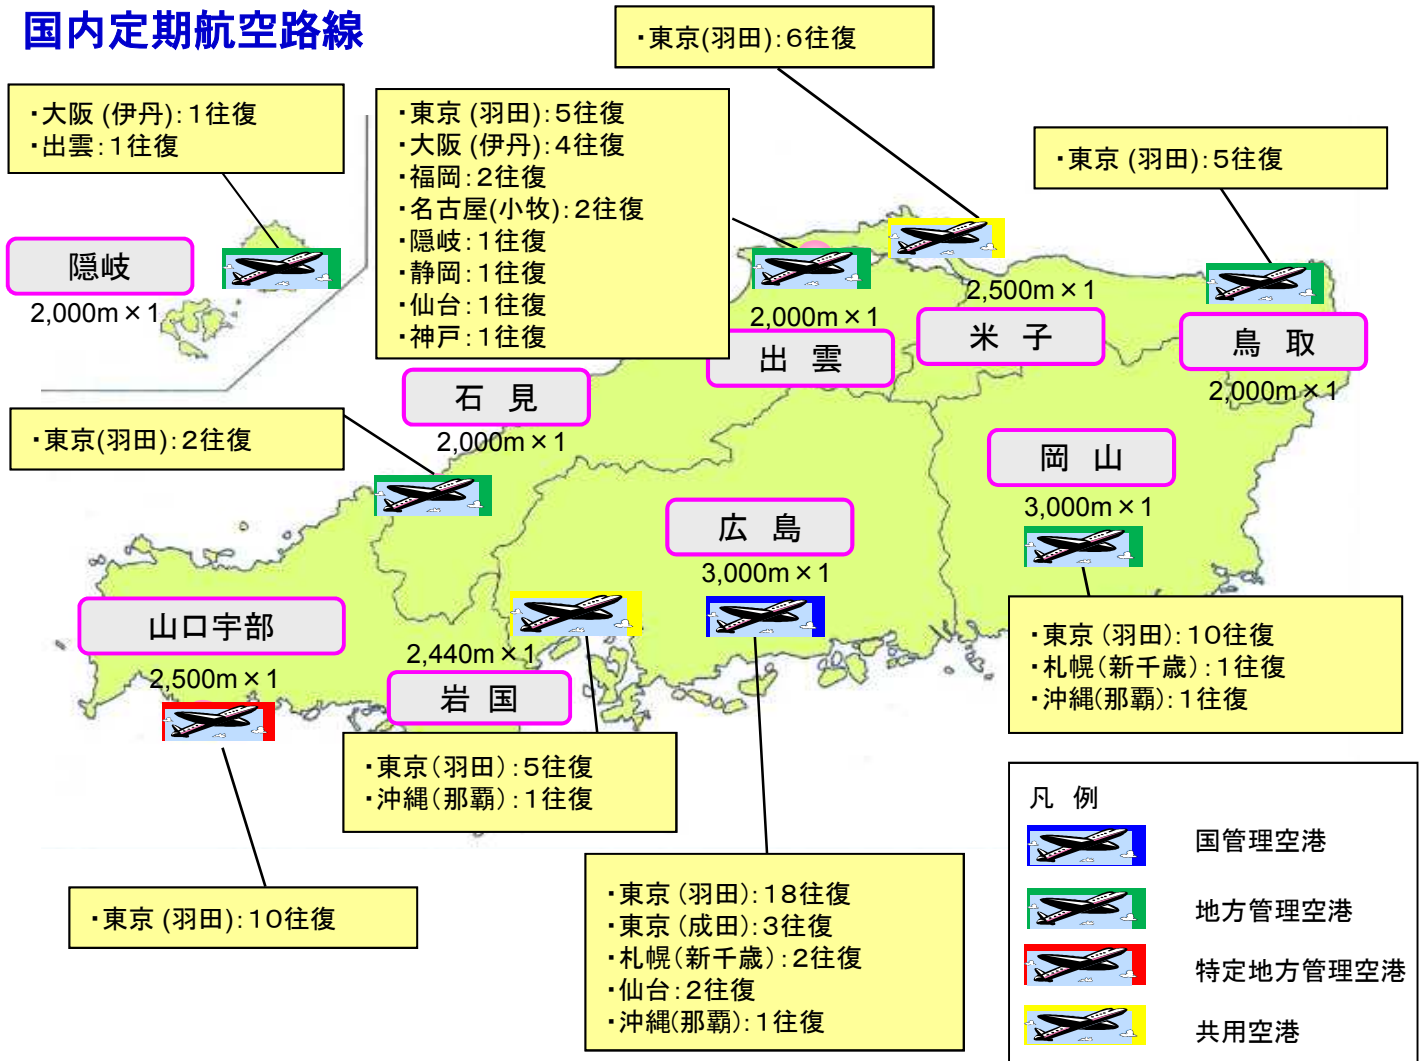 国内定期航空路線
・東京(羽田):6往復
・大阪(伊丹):1往復
・出雲:1往復
・東京(羽田):5往復
・大阪(伊丹):4往復
・福岡:2往復
・名古屋(小牧):2往復
・隠岐:1往復
・静岡:1往復
・仙台:1往復
・神戸:1往復
・東京(羽田):5往復
隠岐
2,000m×1
2,000m×1
出雲
2,500m×1
米子
鳥取
2,000m×1
石見
2,000m×1
・東京(羽田):2往復
岡山
3,000m×1
広島
3,000m×1
山口宇部
2,500m×1
2,440m×1
岩国
・東京(羽田):10往復
・札幌(新千歳):1往復
・沖縄(那覇):1往復
・東京(羽田):5往復
・沖縄(那覇):1往復
・東京(羽田):10往復
・東京(羽田):18往復
・東京(成田):3往復
・札幌(新千歳):2往復
・仙台:2往復
・沖縄(那覇):1往復
凡例
国管理空港
地方管理空港
特定地方管理空港
共用空港